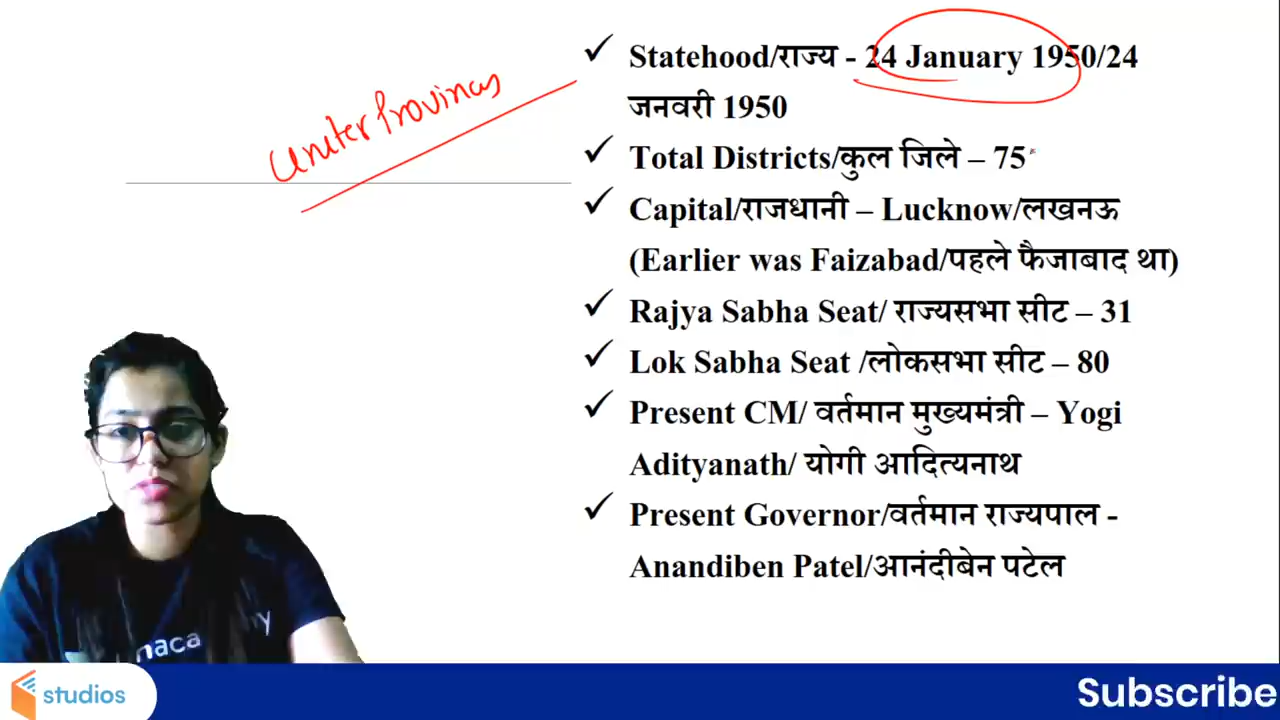 Statehood/राज्य - 24 January 1950/24
जनवरी 1950
Uniter Provinces
Total Districts/कुल जिले – 75
Capital/राजधानी – Lucknow/लखनऊ
(Earlier was Faizabad/पहले फैजाबाद था)
Rajya Sabha Seat/ राज्यसभा सीट – 31
Lok Sabha Seat /लोकसभा सीट – 80
Present CM/ वर्तमान मुख्यमंत्री – Yogi
Adityanath/ योगी आदित्यनाथ
Present Governor/वर्तमान राज्यपाल -
Anandiben Patel/आनंदीबेन पटेल
studios
Subscribe